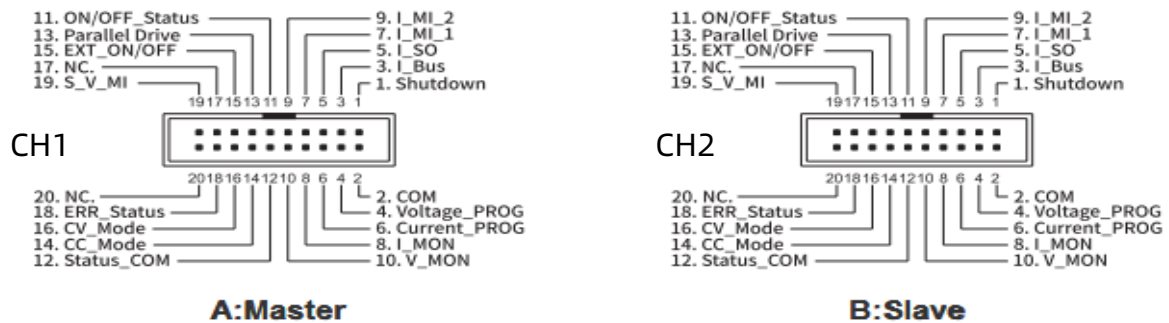 11. ON/OFF_Status
13. Parallel Drive
15. EXT_ON/OFF
17. NC.
19. S_V_MI
9. I_MI_2
7. I_MI_1
5. I_SO
3. I_Bus
1. Shutdown
19 17 15 13 11 9 7 5 3 1
CH1
20 18 16 14 12 10 8 6 4 2
20. NC.
18. ERR_Status
16. CV_Mode
14. CC_Mode
12. Status_COM
2. COM
4. Voltage_PROG
6. Current_PROG
8. I_MON
10. V_MON
A:Master
11. ON/OFF_Status
13. Parallel Drive
15. EXT_ON/OFF
17. NC.
19. S_V_MI
9. I_MI_2
7. I_MI_1
5. I_SO
3. I_Bus
1. Shutdown
19 17 15 13 11 9 7 5 3 1
CH2
20 18 16 14 12 10 8 6 4 2
20. NC.
18. ERR_Status
16. CV_Mode
14. CC_Mode
12. Status_COM
2. COM
4. Voltage_PROG
6. Current_PROG
8. I_MON
10. V_MON
B:Slave